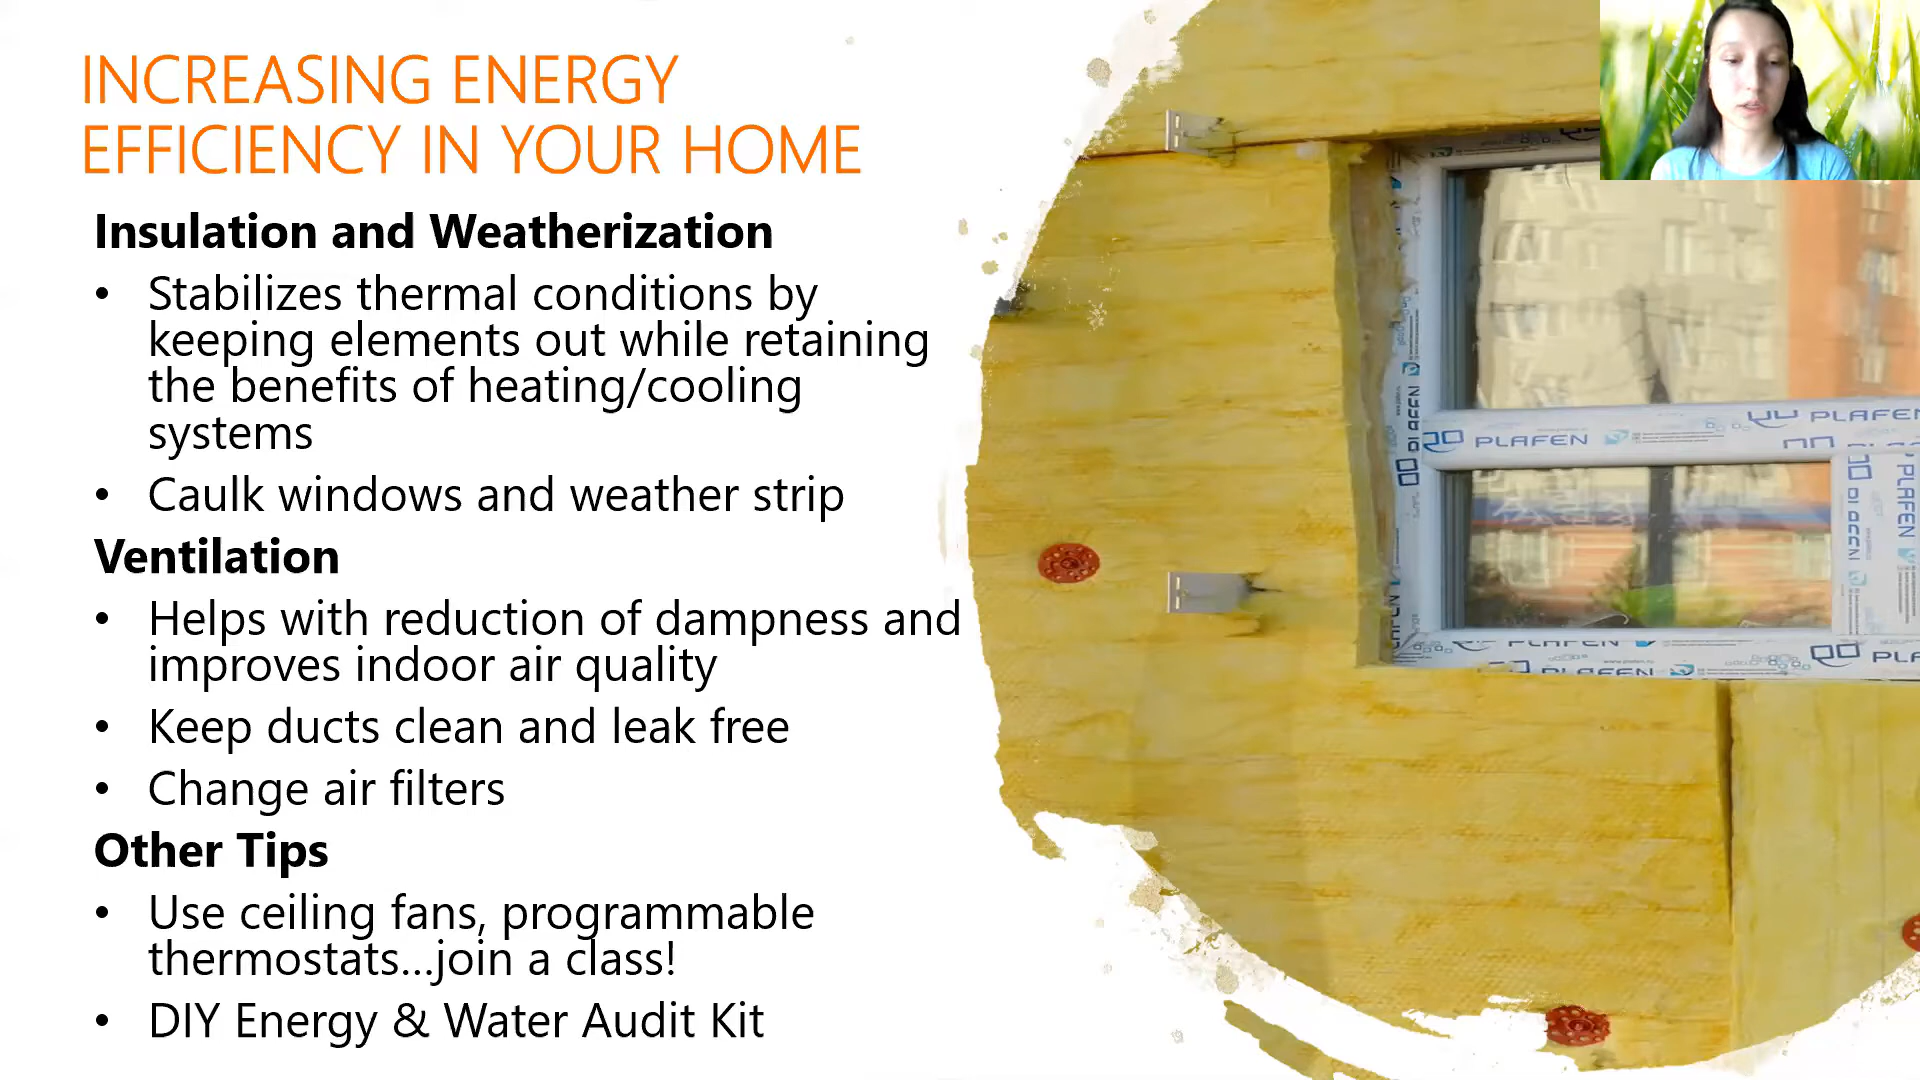 INCREASING ENERGY
EFFICIENCY IN YOUR HOME
Insulation and Weatherization
• Stabilizes thermal conditions by
keeping elements out while retaining
the benefits of heating/cooling
systems
• Caulk windows and weather strip
Ventilation
• Helps with reduction of dampness and
improves indoor air quality
• Keep ducts clean and leak free
• Change air filters
Other Tips
• Use ceiling fans, programmable
thermostats...join a class!
• DIY Energy & Water Audit Kit
PLAFEN
PLAFEN
PLAFEN
PLAFEN